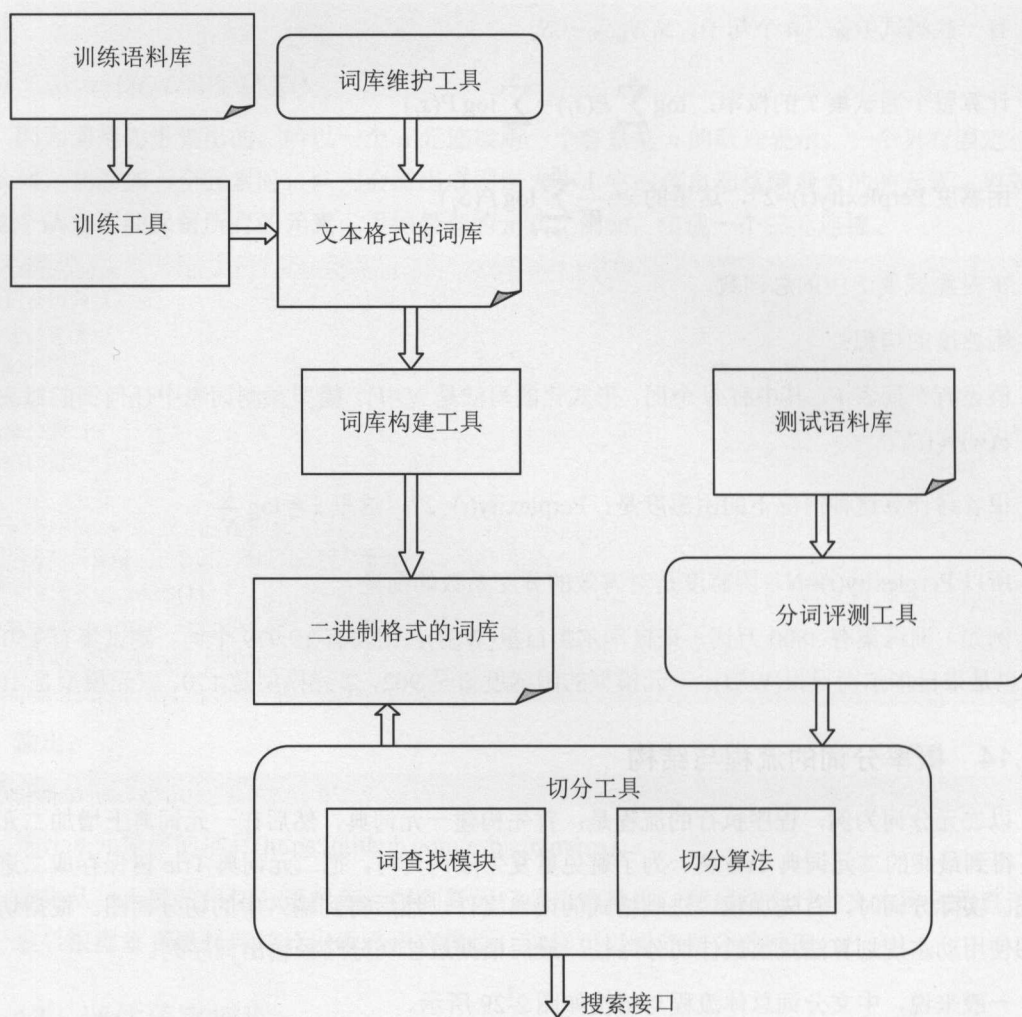 训练语料库
词库维护工具
训练工具
文本格式的词库
词库构建工具
测试语料库
二进制格式的词库
分词评测工具
切分工具
词查找模块
切分算法
搜索接口